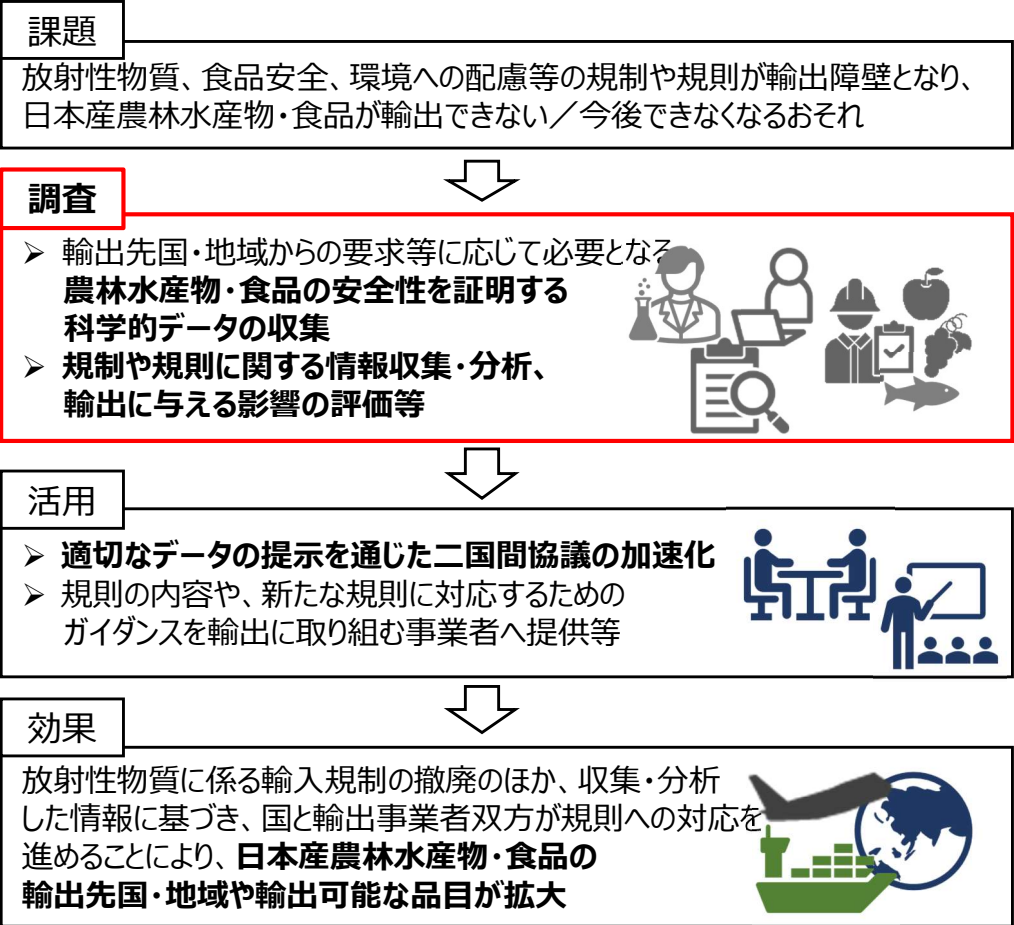 課題
放射性物質、食品安全、環境への配慮等の規制や規則が輸出障壁となり、
日本産農林水産物・食品が輸出できない／今後できなくなるおそれ
調査
➢ 輸出先国・地域からの要求等に応じて必要となる
農林水産物・食品の安全性を証明する
科学的データの収集
➢ 規制や規則に関する情報収集・分析、
輸出に与える影響の評価等
活用
➢ 適切なデータの提示を通じた二国間協議の加速化
➢ 規則の内容や、新たな規則に対応するための
ガイダンスを輸出に取り組む事業者へ提供等
効果
放射性物質に係る輸入規制の撤廃のほか、収集・分析
した情報に基づき、国と輸出事業者双方が規則への対応を
進めることにより、日本産農林水産物・食品の
輸出先国・地域や輸出可能な品目が拡大